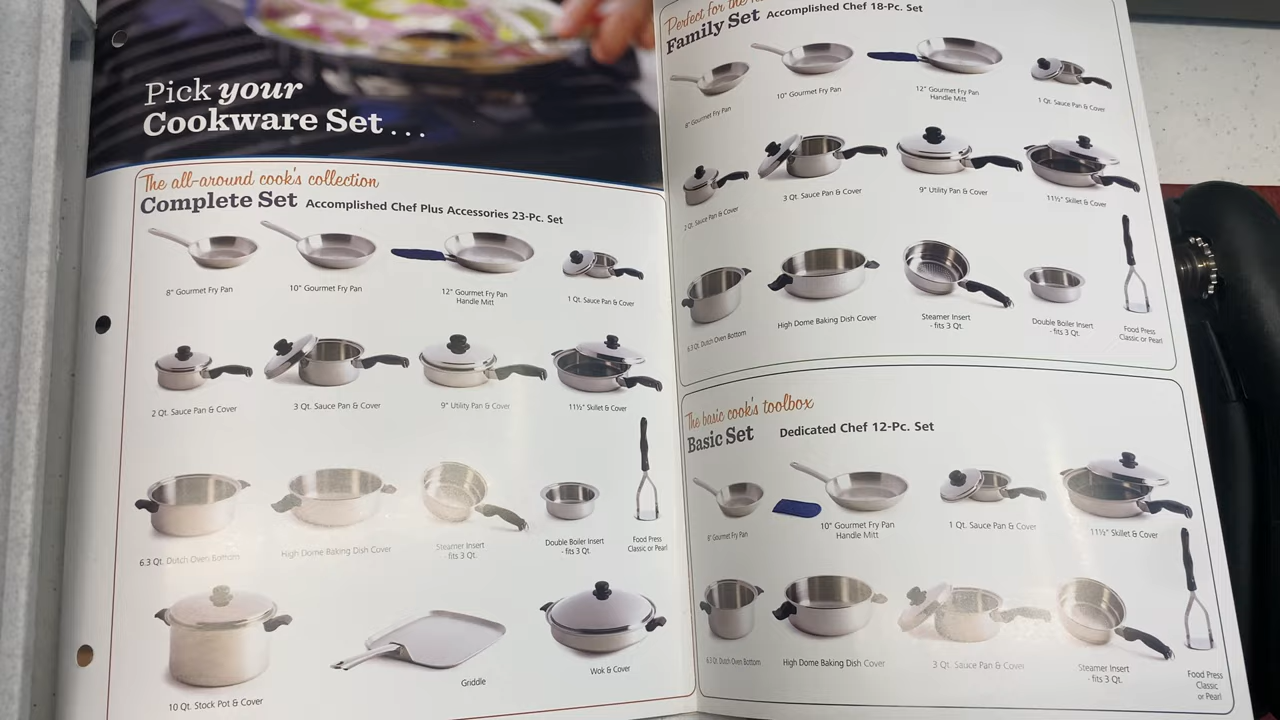 Pick your
Cookware Set...
The all-around cook's collection
Complete Set Accomplished Chef Plus Accessories 23-Pc. Set
8" Gourmet Fry Pan
10" Gourmet Fry Pan
12" Gourmet Fry Pan
Handle Mitt
1 Qt. Sauce Pan & Cover
2 Qt. Sauce Pan & Cover
3 Qt. Sauce Pan & Cover
9" Utility Pan & Cover
11½" Skillet & Cover
6.3 Qt. Dutch Oven Bottom
High Dome Baking Dish Cover
Steamer Insert
- fits 3 Qt.
Double Boiler Insert
- fits 3 Qt.
Food Press
Classic or Pearl
10 Qt. Stock Pot & Cover
Griddle
Wok & Cover
Perfect for the
Family Set Accomplished Chef 18-Pc. Set
8" Gourmet Fry Pan
10" Gourmet Fry Pan
12" Gourmet Fry Pan
Handle Mitt
1 Qt. Sauce Pan & Cover
2 Qt. Sauce Pan & Cover
3 Qt. Sauce Pan & Cover
9" Utility Pan & Cover
11½" Skillet & Cover
6.3 Qt. Dutch Oven Bottom
High Dome Baking Dish Cover
Steamer Insert
- fits 3 Qt.
Double Boiler Insert
- fits 3 Qt.
Food Press
Classic or Pearl
The basic cook's toolbox
Basic Set Dedicated Chef 12-Pc. Set
8" Gourmet Fry Pan
10" Gourmet Fry Pan
Handle Mitt
1 Qt. Sauce Pan & Cover
11½" Skillet & Cover
6.3 Qt. Dutch Oven Bottom
High Dome Baking Dish Cover
3 Qt. Sauce Pan & Cover
Steamer Insert
- fits 3 Qt.
Food Press
Classic
or Pearl